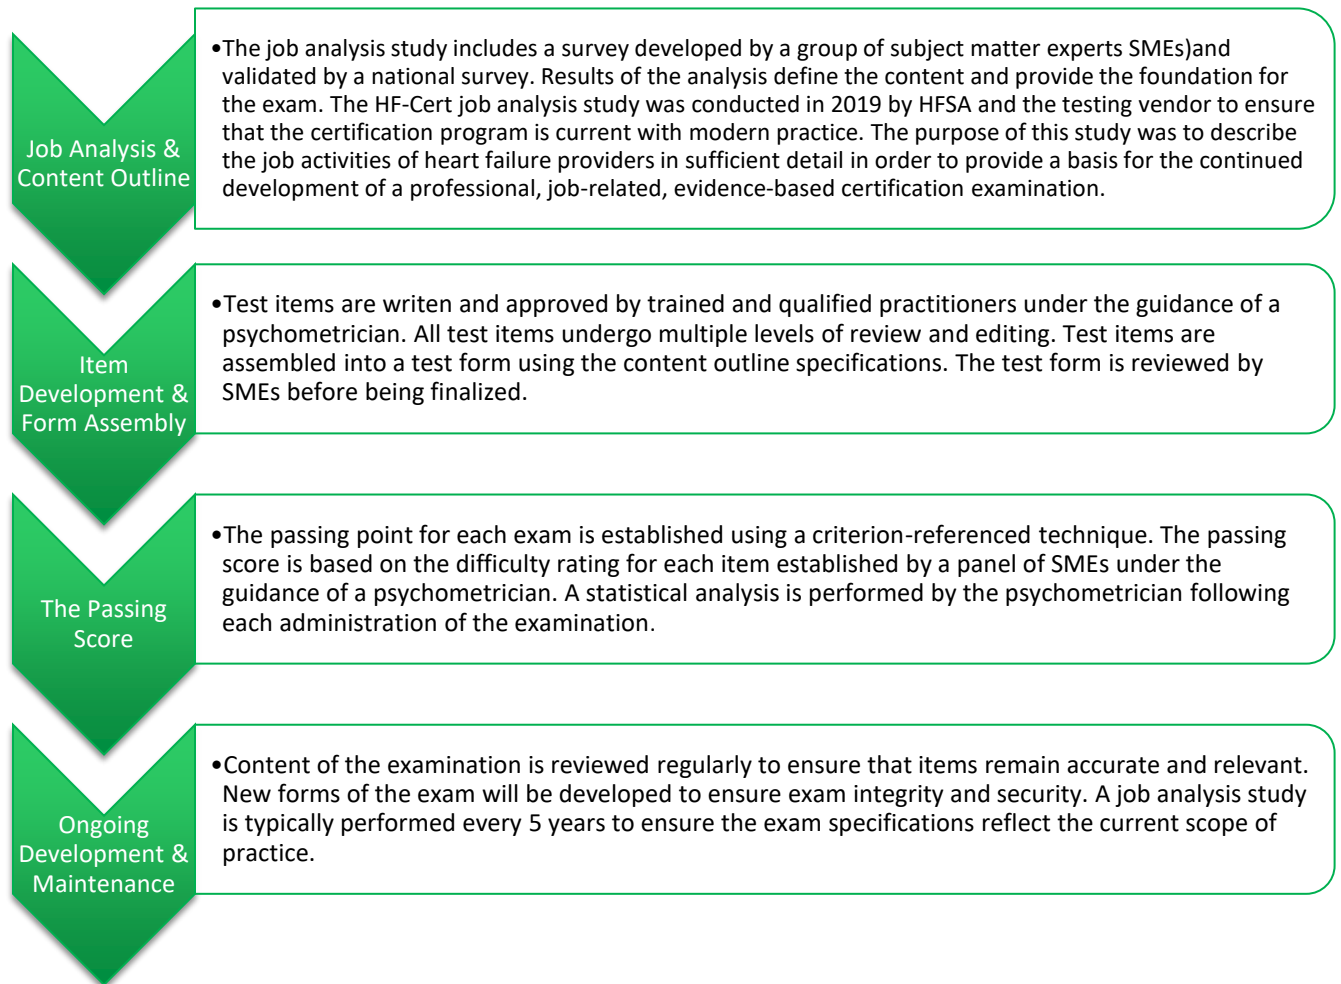 Job Analysis &
Content Outline
•The job analysis study includes a survey developed by a group of subject matter experts SMEs)and
validated by a national survey. Results of the analysis define the content and provide the foundation for
the exam. The HF-Cert job analysis study was conducted in 2019 by HFSA and the testing vendor to ensure
that the certification program is current with modern practice. The purpose of this study was to describe
the job activities of heart failure providers in sufficient detail in order to provide a basis for the continued
development of a professional, job-related, evidence-based certification examination.
Item
Development &
Form Assembly
•Test items are writen and approved by trained and qualified practitioners under the guidance of a
psychometrician. All test items undergo multiple levels of review and editing. Test items are
assembled into a test form using the content outline specifications. The test form is reviewed by
SMEs before being finalized.
The Passing
Score
•The passing point for each exam is established using a criterion-referenced technique. The passing
score is based on the difficulty rating for each item established by a panel of SMEs under the
guidance of a psychometrician. A statistical analysis is performed by the psychometrician following
each administration of the examination.
Ongoing
Development &
Maintenance
•Content of the examination is reviewed regularly to ensure that items remain accurate and relevant.
New forms of the exam will be developed to ensure exam integrity and security. A job analysis study
is typically performed every 5 years to ensure the exam specifications reflect the current scope of
practice.